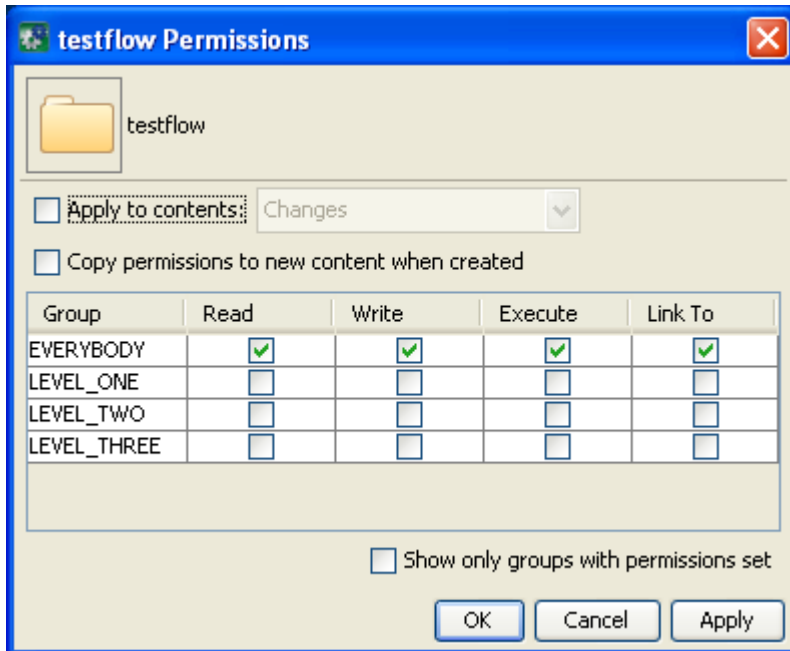 testflow Permissions
testflow
Apply to contents: Changes
Copy permissions to new content when created
Group Read Write Execute Link To
EVERYBODY
LEVEL_ONE
LEVEL_TWO
LEVEL_THREE
Show only groups with permissions set
OK Cancel Apply